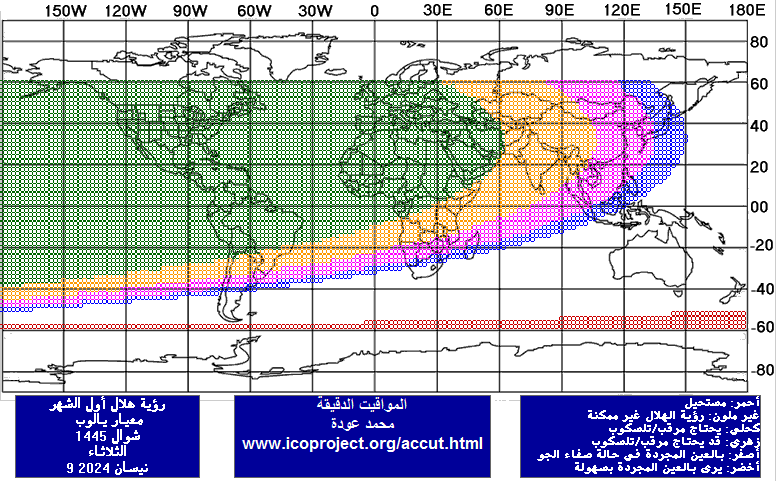 150W 120W 90W 60W 30W 0 30E 60E 90E 120E 150E 180E
80
60
40
20
00
-20
-40
-60
-80
رؤية هلال أول الشهر
معيار يالوب
شوال 1445
الثلاثاء
9 نيسان 2024
المواقيت الدقيقة
محمد عودة
www.icoproject.org/accut.html
أحمر: مستحيل
غير ملون: رؤية الهلال غير ممكنة
كحلي: يحتاج مرقب/تلسكوب
زهري: قد يحتاج مرقب/تلسكوب
أصفر: بالعين المجردة في حالة صفاء الجو
أخضر: يرى بالعين المجردة بصهولة